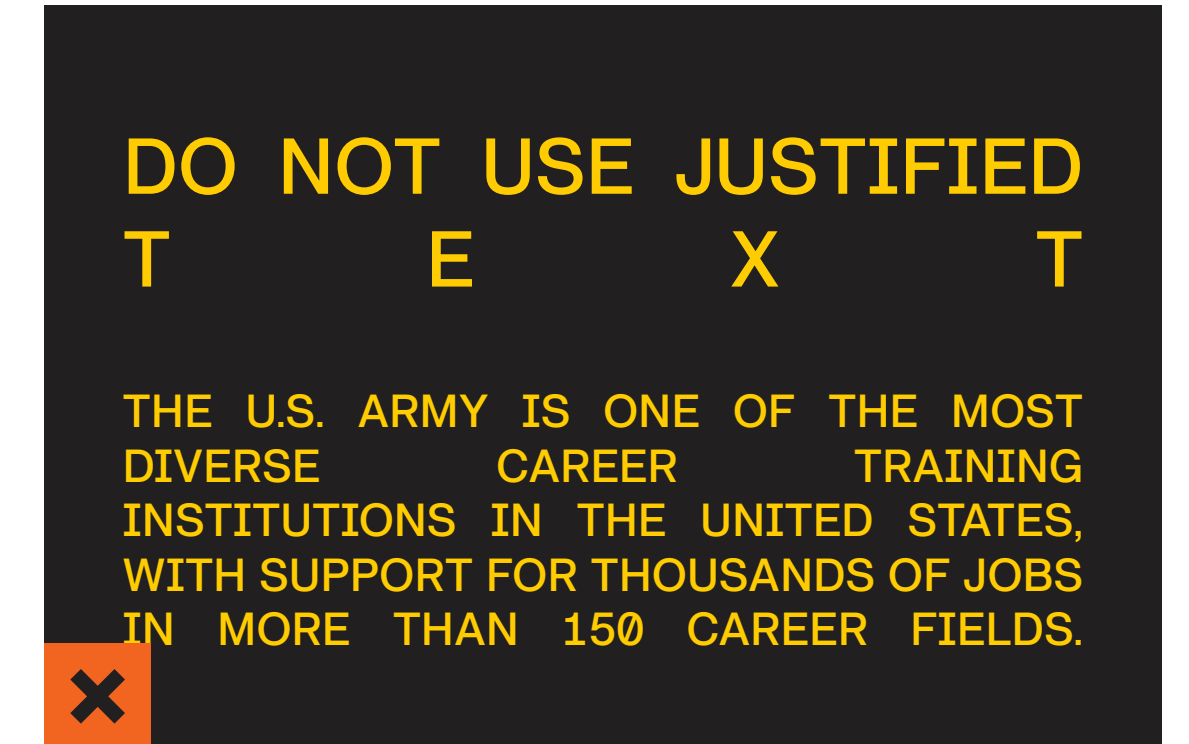 DO NOT USE JUSTIFIED
T E X T
THE U.S. ARMY IS ONE OF THE MOST
DIVERSE CAREER TRAINING
INSTITUTIONS IN THE UNITED STATES,
WITH SUPPORT FOR THOUSANDS OF JOBS
IN MORE THAN 150 CAREER FIELDS.